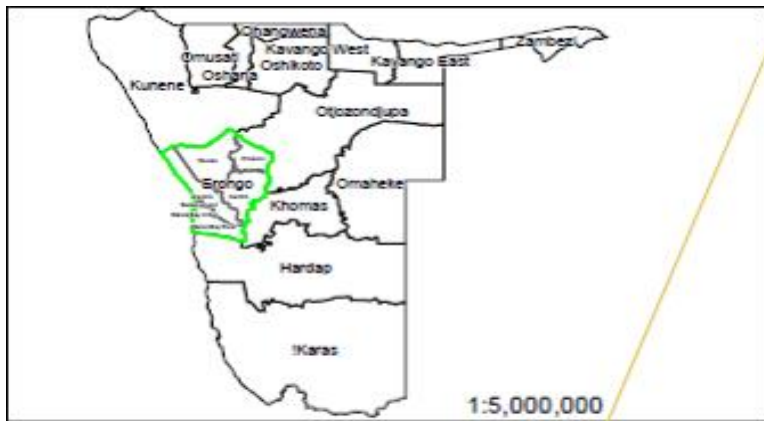 Ohangwena
Omusati
Kavango West
Zambezi
Oshikoto
Kavango East
Oshana
Kunene
Otjozondjupa
Erongo
Omaheke
Khomas
Hardap
!Karas
1:5,000,000